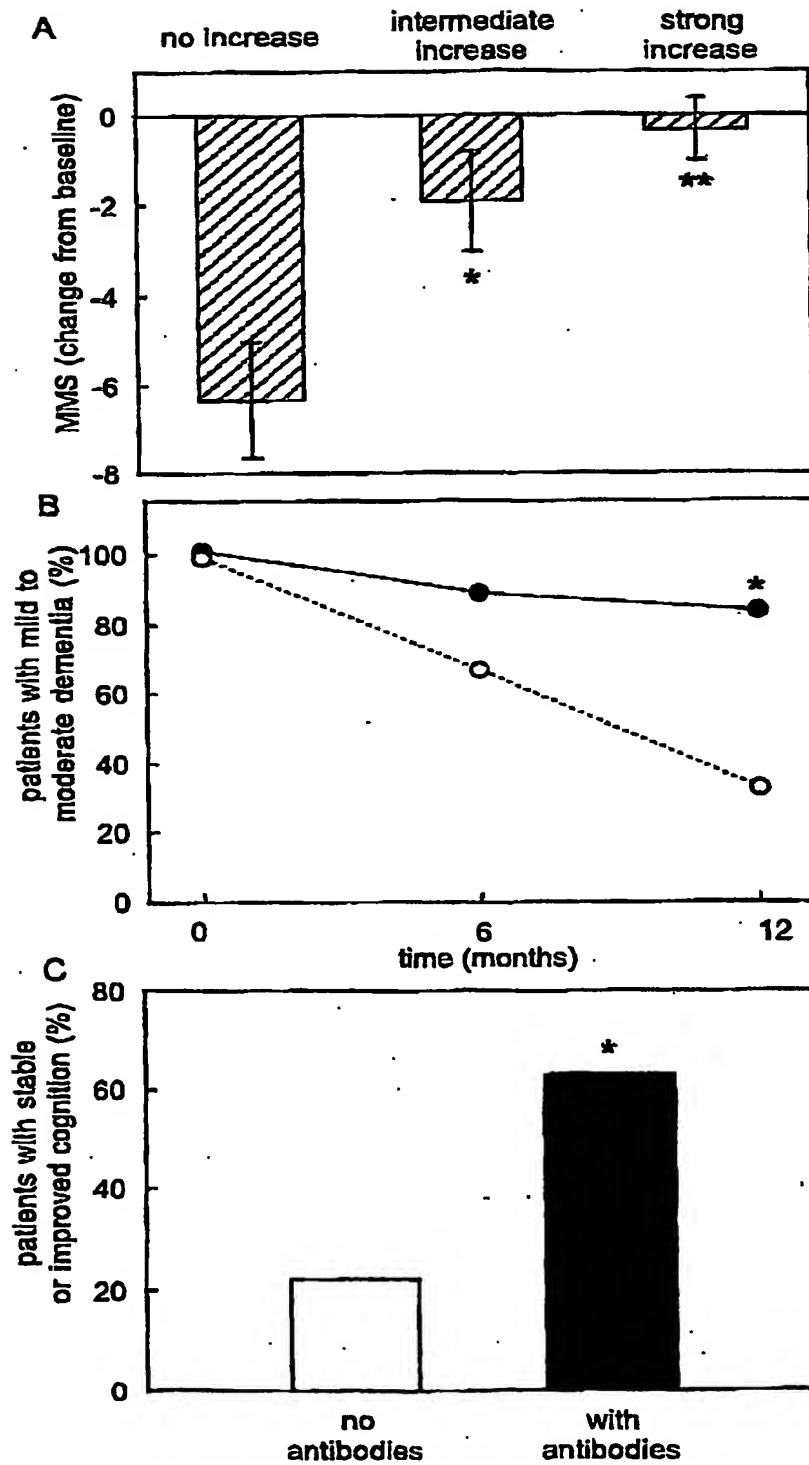 A
no increase
intermediate
increase
strong
increase
MMS (change from baseline)
0
-2
-4
-6
-8
*
**
B
patients with mild to
moderate dementia (%)
100
80
60
40
20
0
*
0
6
12
time (months)
C
patients with stable
or improved cognition (%)
80
60
40
20
0
*
no
antibodies
with
antibodies